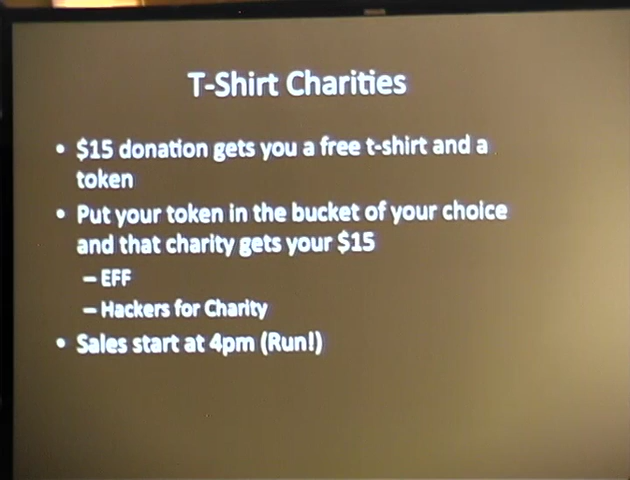 T-Shirt Charities
• $15 donation gets you a free t-shirt and a
token
• Put your token in the bucket of your choice
and that charity gets your $15
– EFF
– Hackers for Charity
• Sales start at 4pm (Run!)